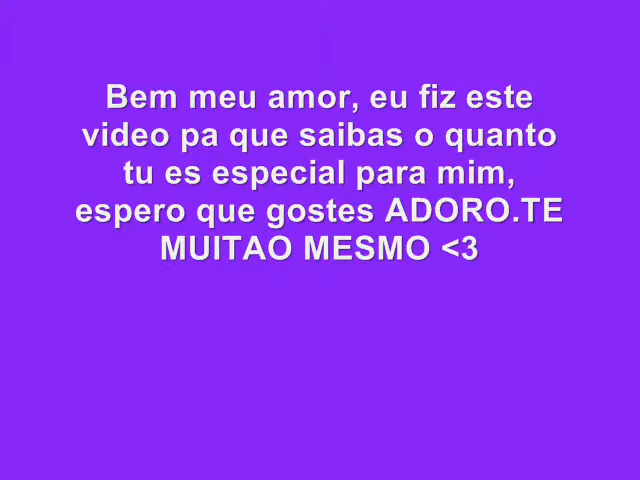 Bem meu amor, eu fiz este
video pa que saibas o quanto
tu es especial para mim,
espero que gostes ADORO.TE
MUITAO MESMO <3